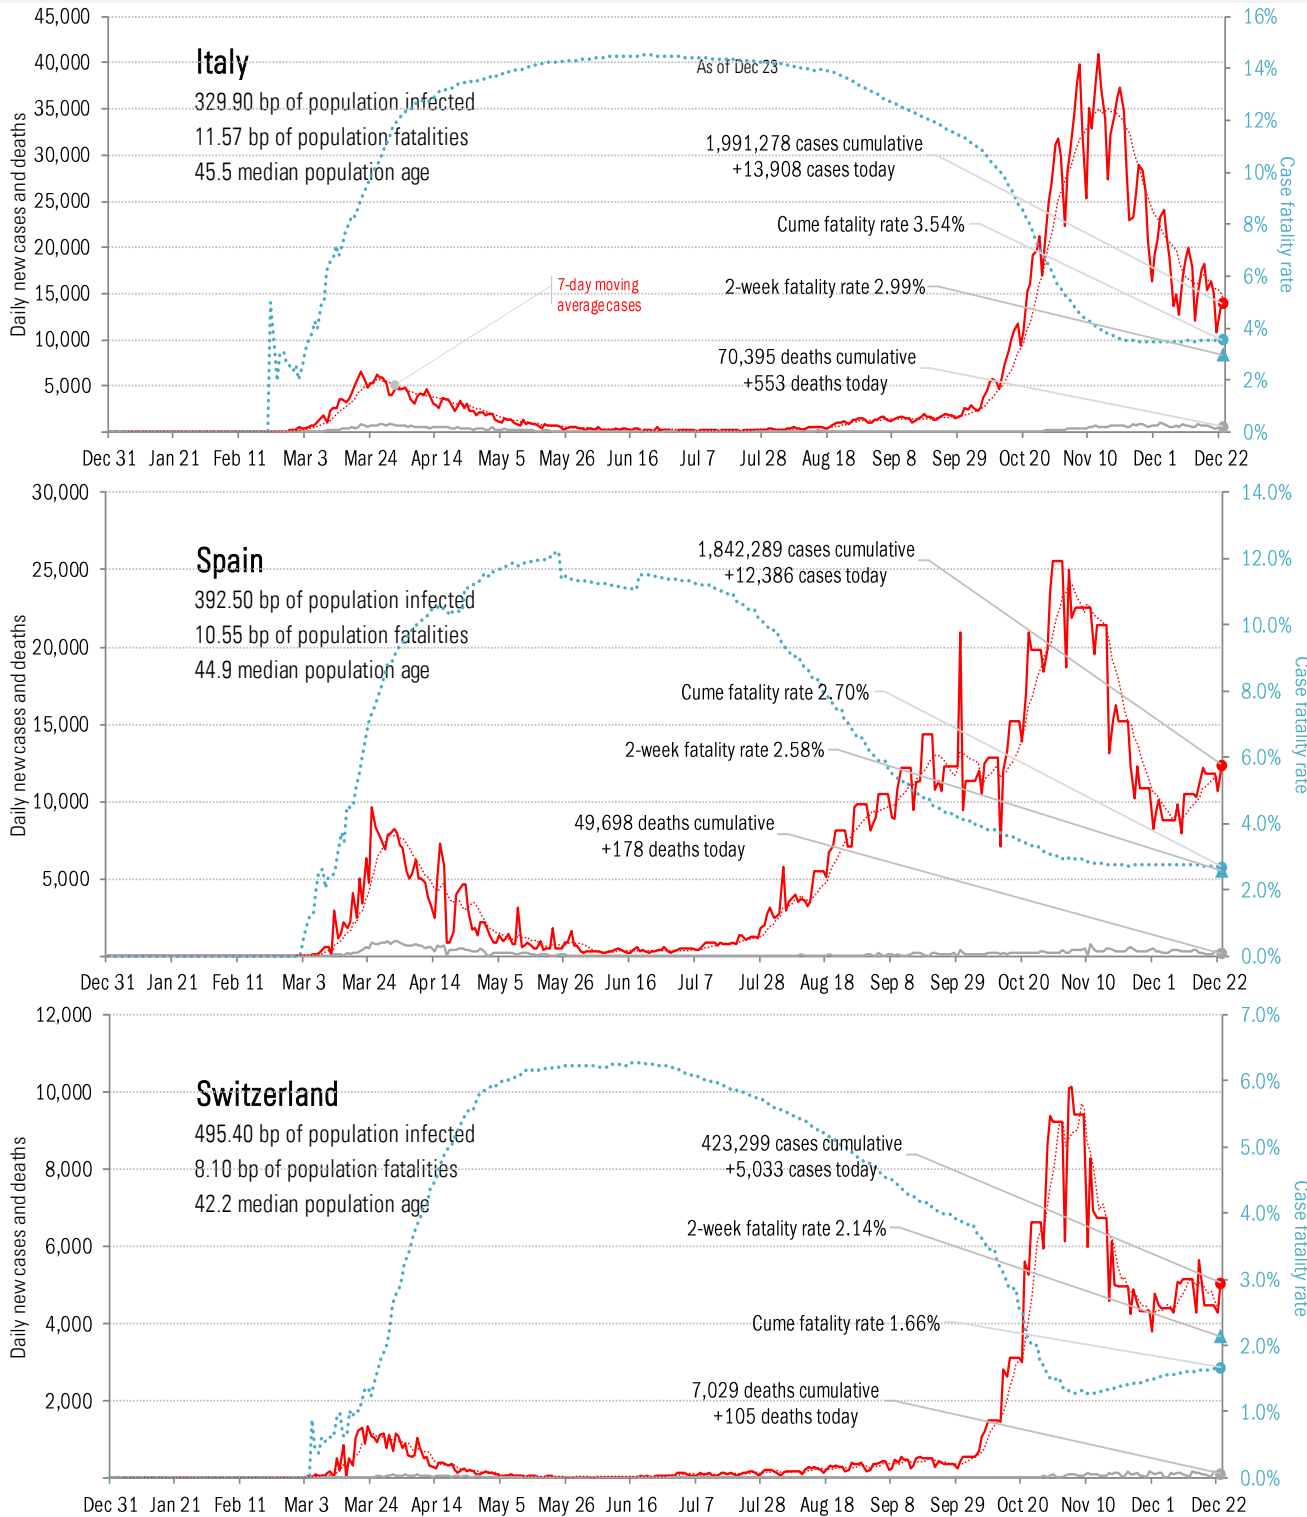 45,000
40,000
35,000
30,000
25,000
20,000
15,000
10,000
5,000
Daily new cases and deaths
16%
14%
12%
10%
8%
6%
4%
2%
0%
Case fatality rate
Italy
329.90 bp of population infected
11.57 bp of population fatalities
45.5 median population age
As of Dec 23
1,991,278 cases cumulative
+13,908 cases today
Cume fatality rate 3.54%
2-week fatality rate 2.99%
7-day moving
average cases
70,395 deaths cumulative
+553 deaths today
Dec 31 Jan 21 Feb 11 Mar 3 Mar 24 Apr 14 May 5 May 26 Jun 16 Jul 7 Jul 28 Aug 18 Sep 8 Sep 29 Oct 20 Nov 10 Dec 1 Dec 22
30,000
25,000
20,000
15,000
10,000
5,000
Daily new cases and deaths
14.0%
12.0%
10.0%
8.0%
6.0%
4.0%
2.0%
0.0%
Case fatality rate
Spain
392.50 bp of population infected
10.55 bp of population fatalities
44.9 median population age
1,842,289 cases cumulative
+12,386 cases today
Cume fatality rate 2.70%
2-week fatality rate 2.58%
49,698 deaths cumulative
+178 deaths today
Dec 31 Jan 21 Feb 11 Mar 3 Mar 24 Apr 14 May 5 May 26 Jun 16 Jul 7 Jul 28 Aug 18 Sep 8 Sep 29 Oct 20 Nov 10 Dec 1 Dec 22
12,000
10,000
8,000
6,000
4,000
2,000
Daily new cases and deaths
7.0%
6.0%
5.0%
4.0%
3.0%
2.0%
1.0%
0.0%
Case fatality rate
Switzerland
495.40 bp of population infected
8.10 bp of population fatalities
42.2 median population age
423,299 cases cumulative
+5,033 cases today
2-week fatality rate 2.14%
Cume fatality rate 1.66%
7,029 deaths cumulative
+105 deaths today
Dec 31 Jan 21 Feb 11 Mar 3 Mar 24 Apr 14 May 5 May 26 Jun 16 Jul 7 Jul 28 Aug 18 Sep 8 Sep 29 Oct 20 Nov 10 Dec 1 Dec 22